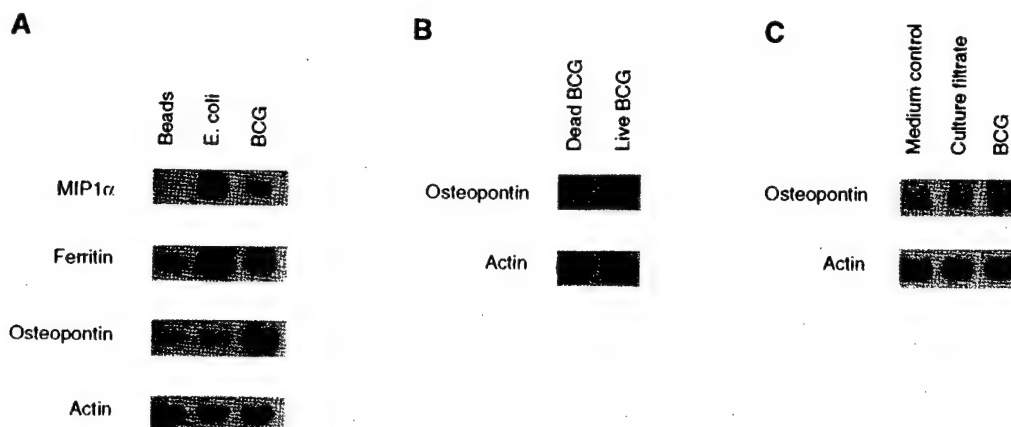 A
Beads
E. coli
BCG
MIP1α
Ferritin
Osteopontin
Actin
B
Dead BCG
Live BCG
Osteopontin
Actin
C
Medium control
Culture filtrate
BCG
Osteopontin
Actin